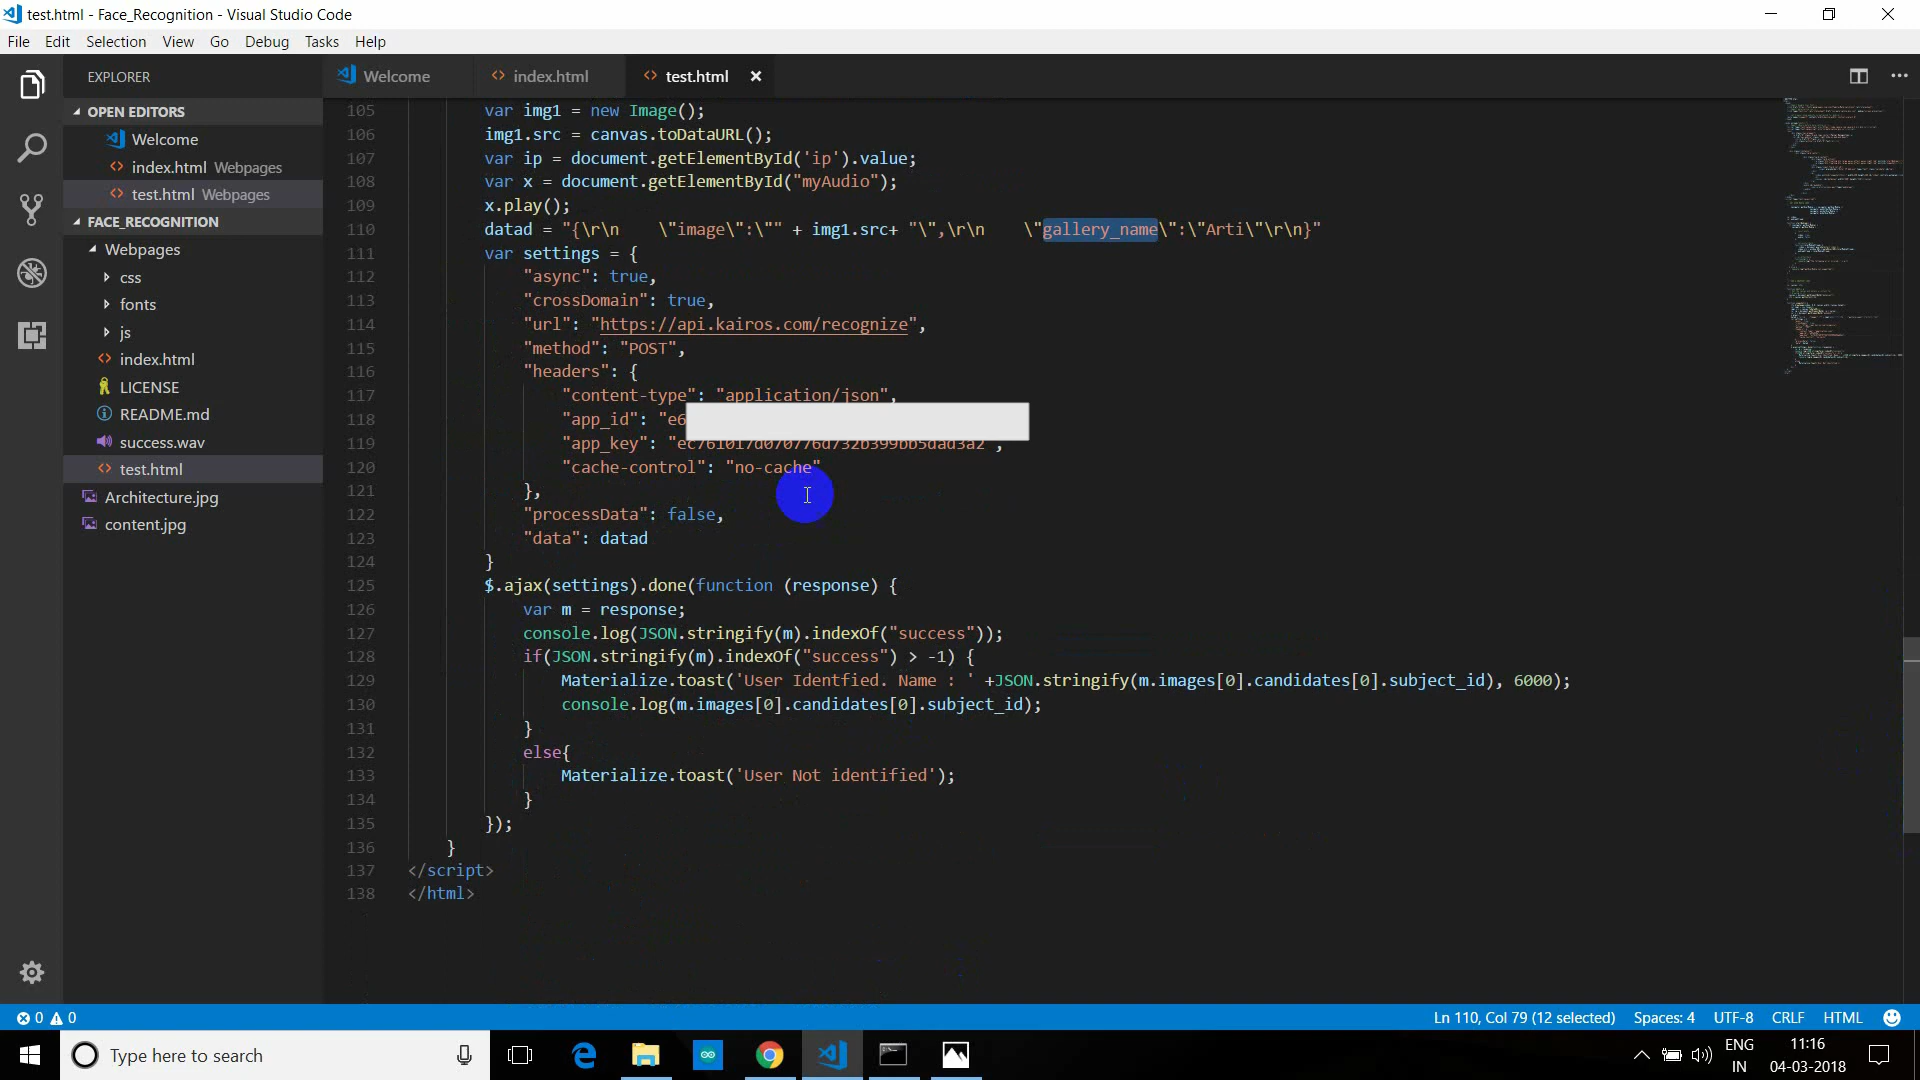 test.html - Face_Recognition - Visual Studio Code
File Edit Selection View Go Debug Tasks Help
EXPLORER
OPEN EDITORS
Welcome
index.html Webpages
test.html Webpages
FACE_RECOGNITION
Webpages
css
fonts
js
index.html
LICENSE
README.md
success.wav
test.html
Architecture.jpg
content.jpg
Welcome index.html test.html
105 var img1 = new Image();
106 img1.src = canvas.toDataURL();
107 var ip = document.getElementById('ip').value;
108 var x = document.getElementById("myAudio");
109 x.play();
110 datad = "{\r\n    \"image\":\"" + img1.src+ "\",\r\n    \"gallery_name\":\"Arti\"\r\n}"
111 var settings = {
112 "async": true,
113 "crossDomain": true,
114 "url": "https://api.kairos.com/recognize",
115 "method": "POST",
116 "headers": {
117 "content-type": "application/json",
118 "app_id": "e6
119 "app_key":
120 "cache-control": "no-cache"
121 },
122 "processData": false,
123 "data": datad
124 }
125 $.ajax(settings).done(function (response) {
126 var m = response;
127 console.log(JSON.stringify(m).indexOf("success"));
128 if(JSON.stringify(m).indexOf("success") > -1) {
129 Materialize.toast('User Identfied. Name : ' +JSON.stringify(m.images[0].candidates[0].subject_id), 6000);
130 console.log(m.images[0].candidates[0].subject_id);
131 }
132 else{
133 Materialize.toast('User Not identified');
134 }
135 });
136 }
137 </script>
138 </html>
0 0
Ln 110, Col 79 (12 selected) Spaces: 4 UTF-8 CRLF HTML
Type here to search
ENG
IN
11:16
04-03-2018